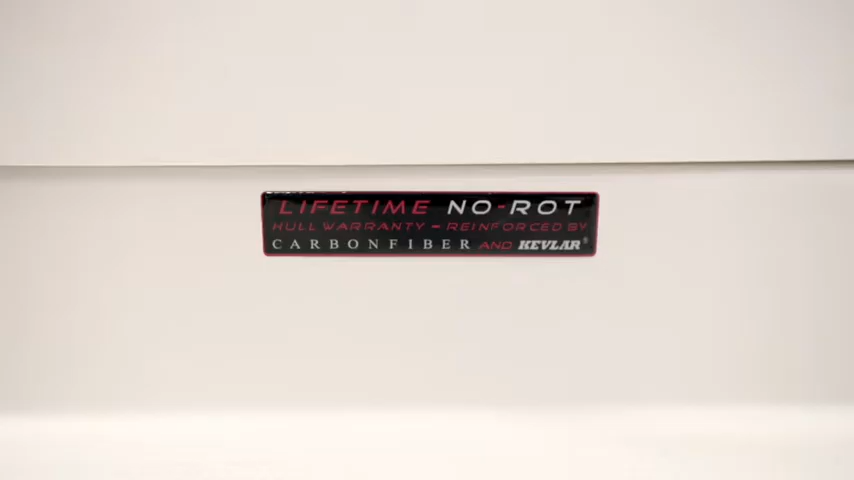 LIFETIME NO-ROT
HULL WARRANTY - REINFORCED BY
CARBONFIBER AND KEVLAR®